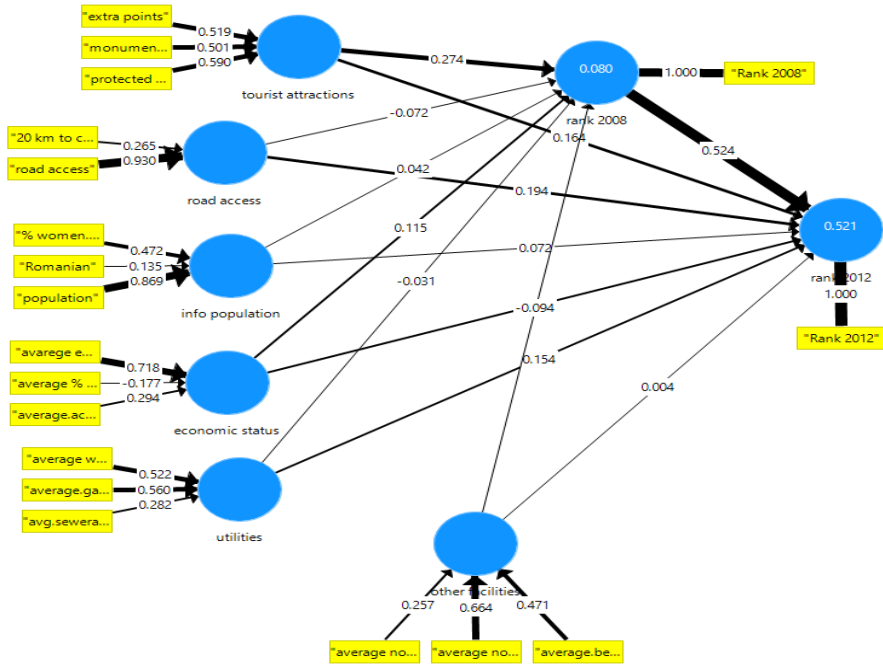 "extra points"
0.519
"monumen...
0.501
"protected ...
0.590
tourist attractions
0.274
0.080
rank 2008
1.000
"Rank 2008"
-0.072
0.164
0.524
"20 km to c...
0.265
"road access"
0.930
road access
0.042
0.194
0.521
rank 2012
1.000
"Rank 2012"
"% women....
0.472
"Romanian"
0.135
"population"
0.869
info population
0.115
0.072
-0.031
-0.094
"avarege e...
0.718
"average % ...
-0.177
"average.ac...
0.294
economic status
0.154
0.004
"average w...
0.522
"average.ga...
0.560
"avg.sewera...
0.282
utilities
other facilities
0.257
0.664
0.471
"average no...
"average no...
"average.be...